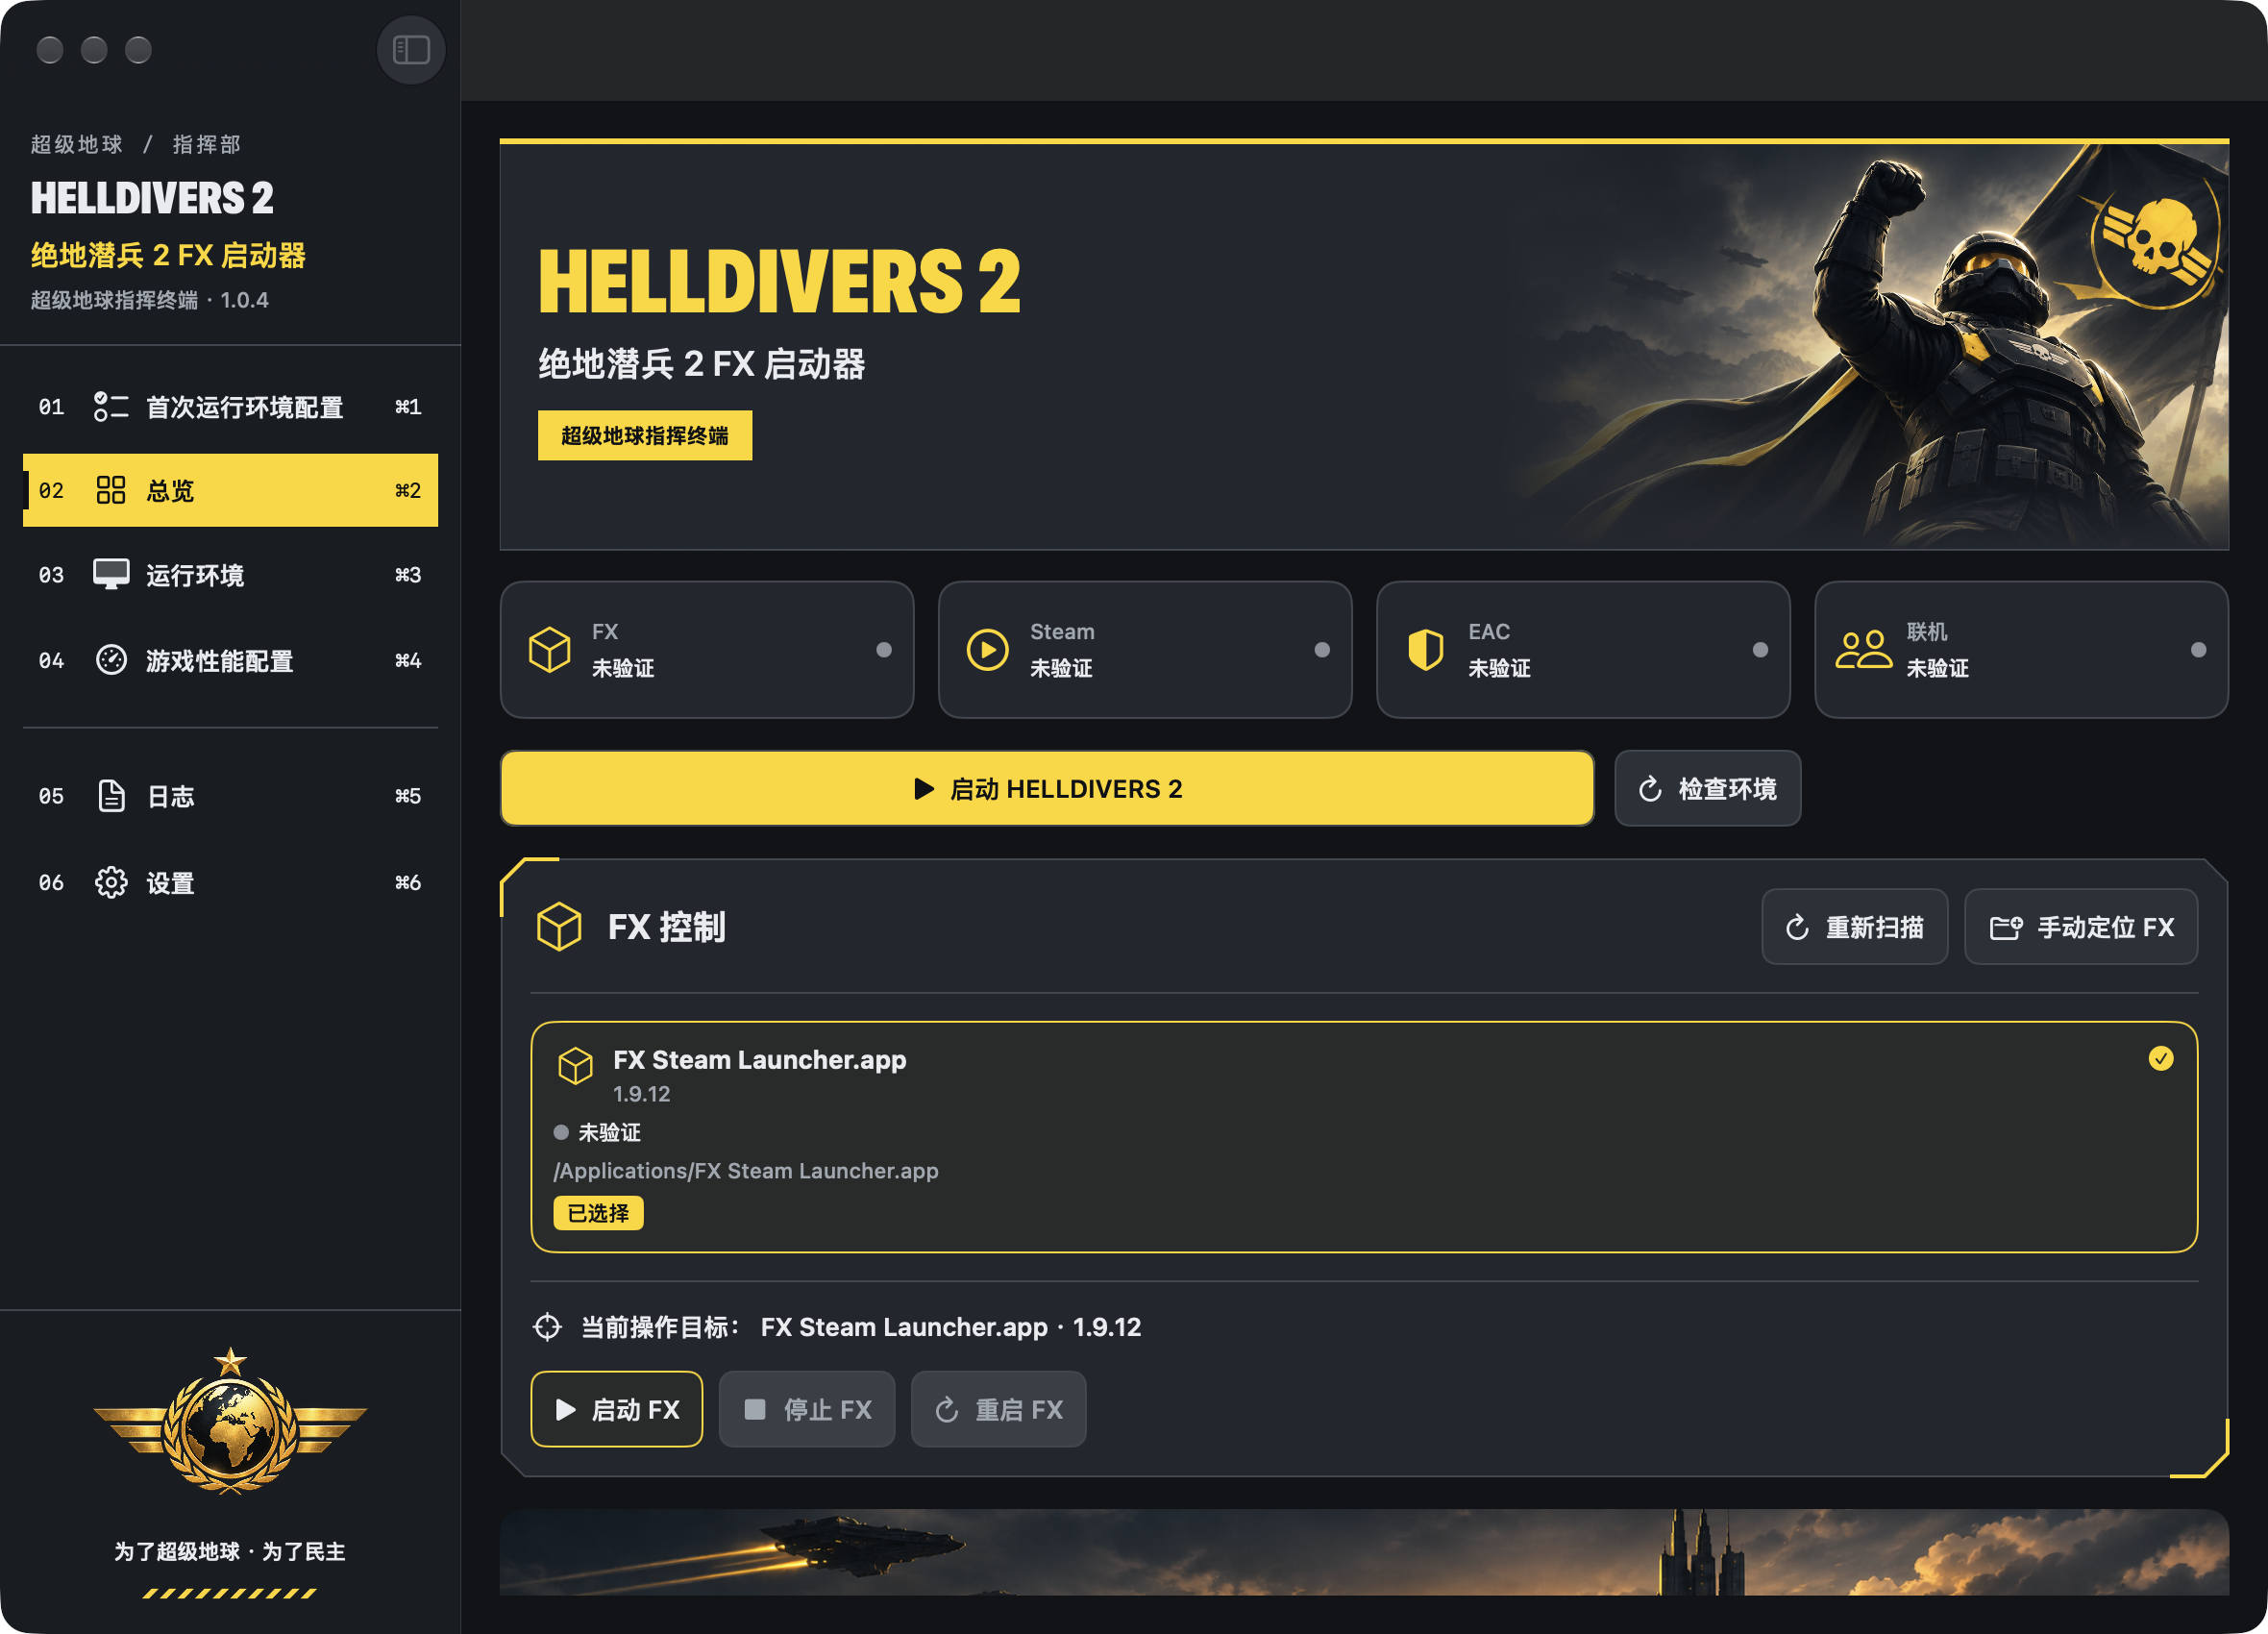 超级地球 / 指挥部
HELLDIVERS 2
绝地潜兵 2 FX 启动器
超级地球指挥终端 · 1.0.4
01 首次运行环境配置 ⌘1
02 总览 ⌘2
03 运行环境 ⌘3
04 游戏性能配置 ⌘4
05 日志 ⌘5
06 设置 ⌘6
为了超级地球 · 为了民主
HELLDIVERS 2
绝地潜兵 2 FX 启动器
超级地球指挥终端
FX
未验证
Steam
未验证
EAC
未验证
联机
未验证
启动 HELLDIVERS 2
检查环境
FX 控制
重新扫描
手动定位 FX
FX Steam Launcher.app
1.9.12
未验证
/Applications/FX Steam Launcher.app
已选择
当前操作目标： FX Steam Launcher.app · 1.9.12
启动 FX
停止 FX
重启 FX